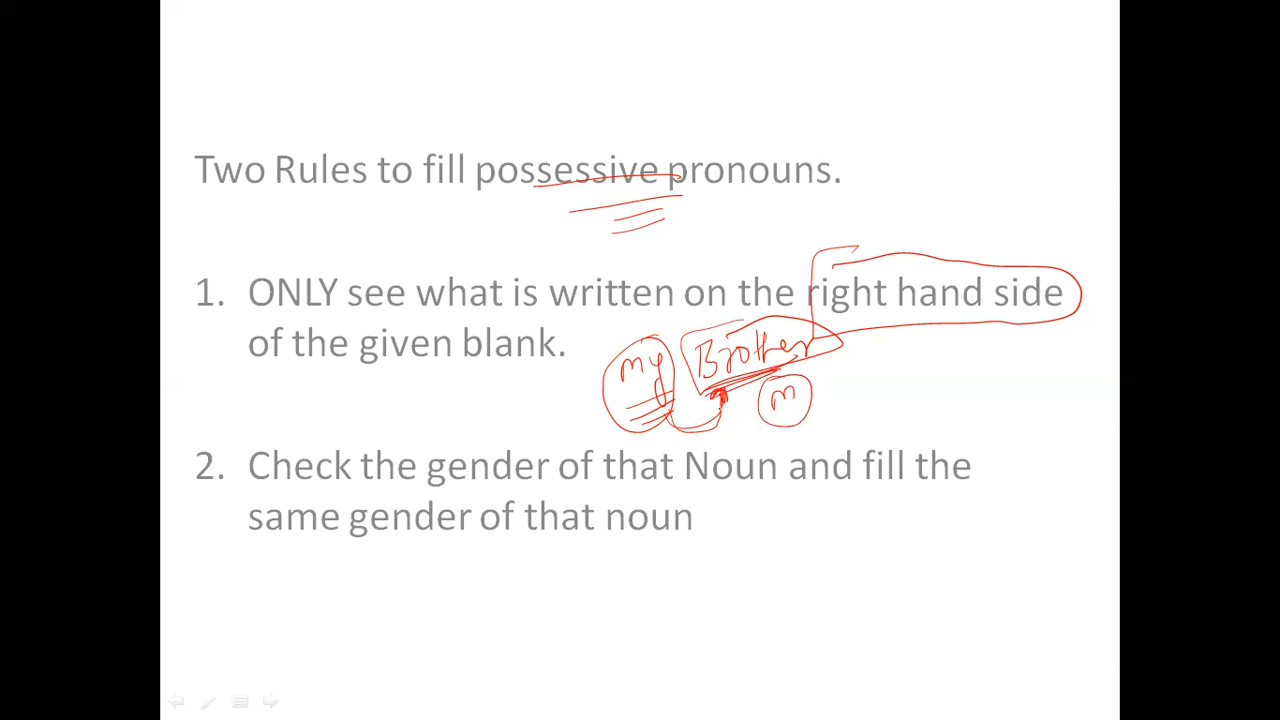 Two Rules to fill possessive pronouns.
1. ONLY see what is written on the right hand side
of the given blank.
my Brother
m
2. Check the gender of that Noun and fill the
same gender of that noun